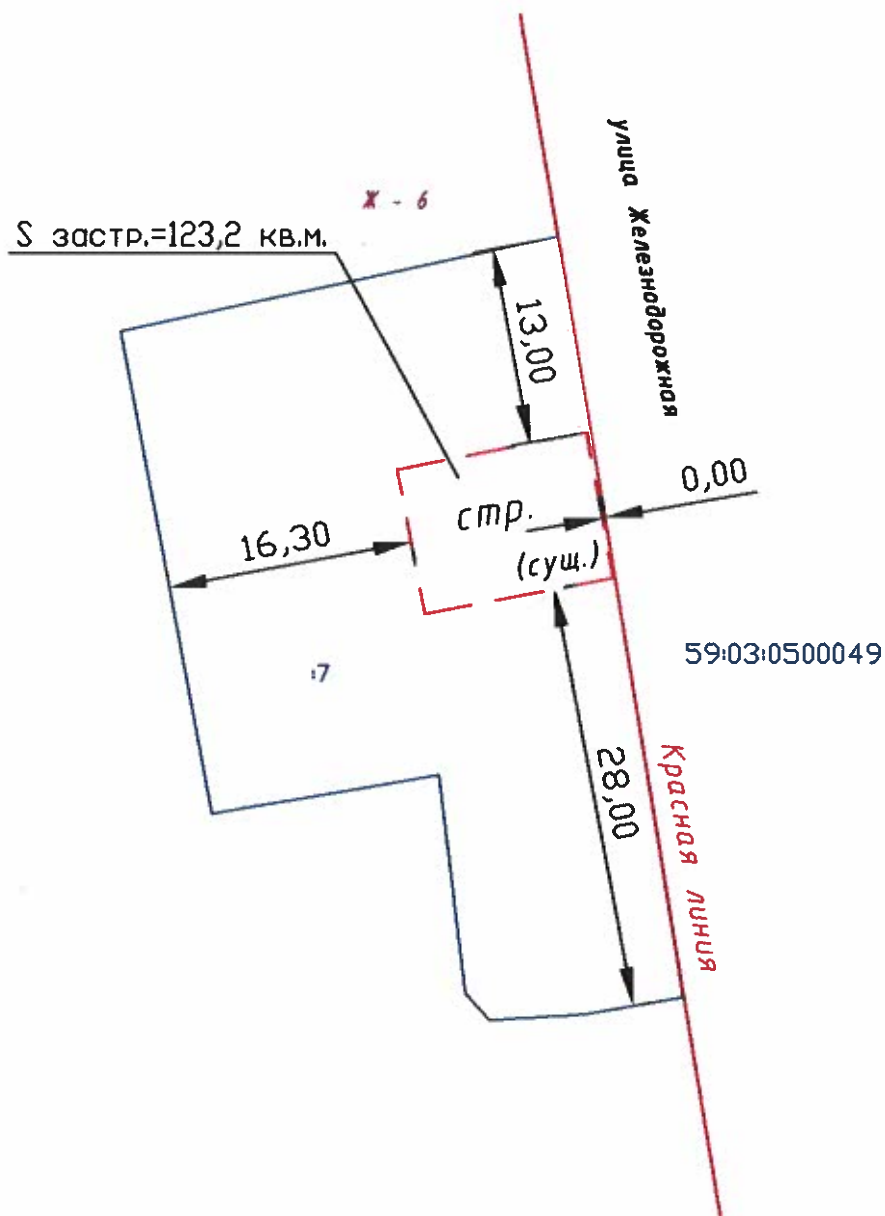 улица Железнодорожная
Ж - 6
S застр.=123,2 кв.м.
13,00
0,00
стр.
16,30
(сущ.)
59:03:0500049
:7
28,00
Красная линия